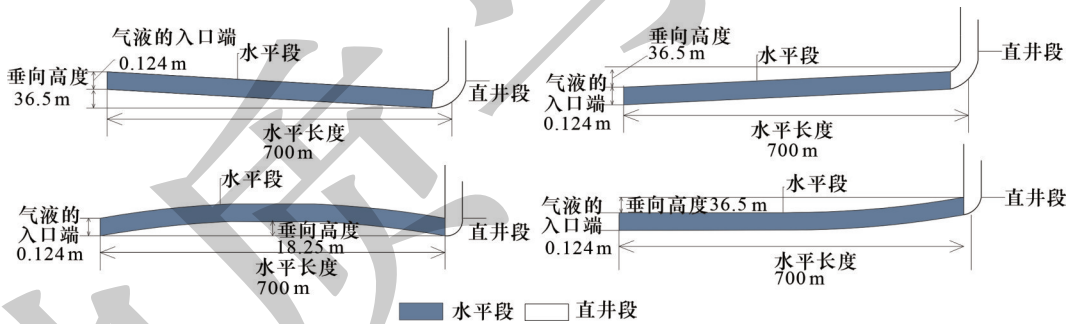 气液的入口端
0.124 m
水平段
垂向高度
36.5 m
直井段
水平长度
700 m
垂向高度
36.5 m
水平段
直井段
气液的
入口端
0.124 m
水平长度
700 m
水平段
气液的
入口端
0.124 m
垂向高度
18.25 m
直井段
水平长度
700 m
水平段
垂向高度36.5 m
直井段
气液的
入口端
0.124 m
水平长度
700 m
水平段 直井段